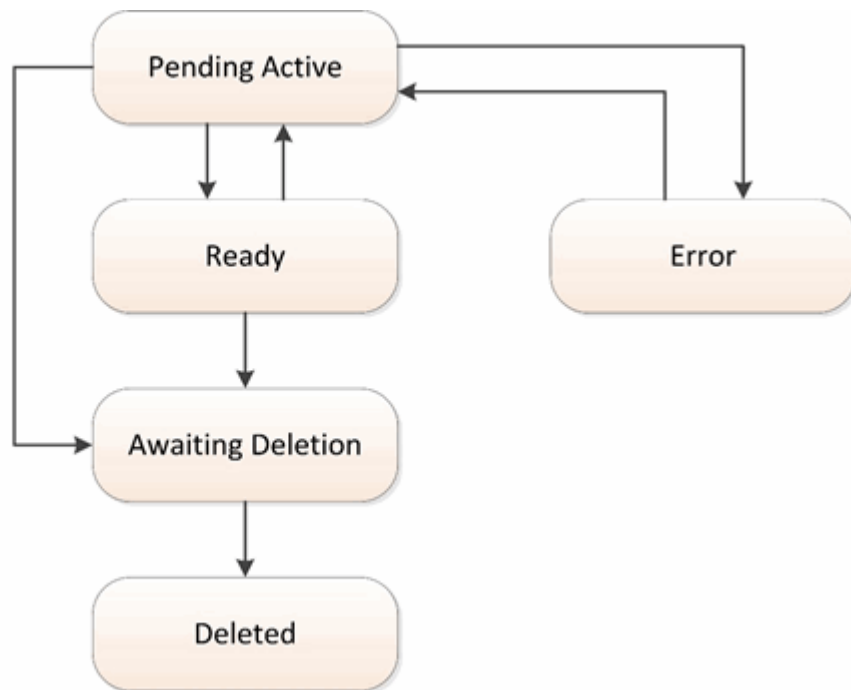 Pending Active
Ready
Error
Awaiting Deletion
Deleted